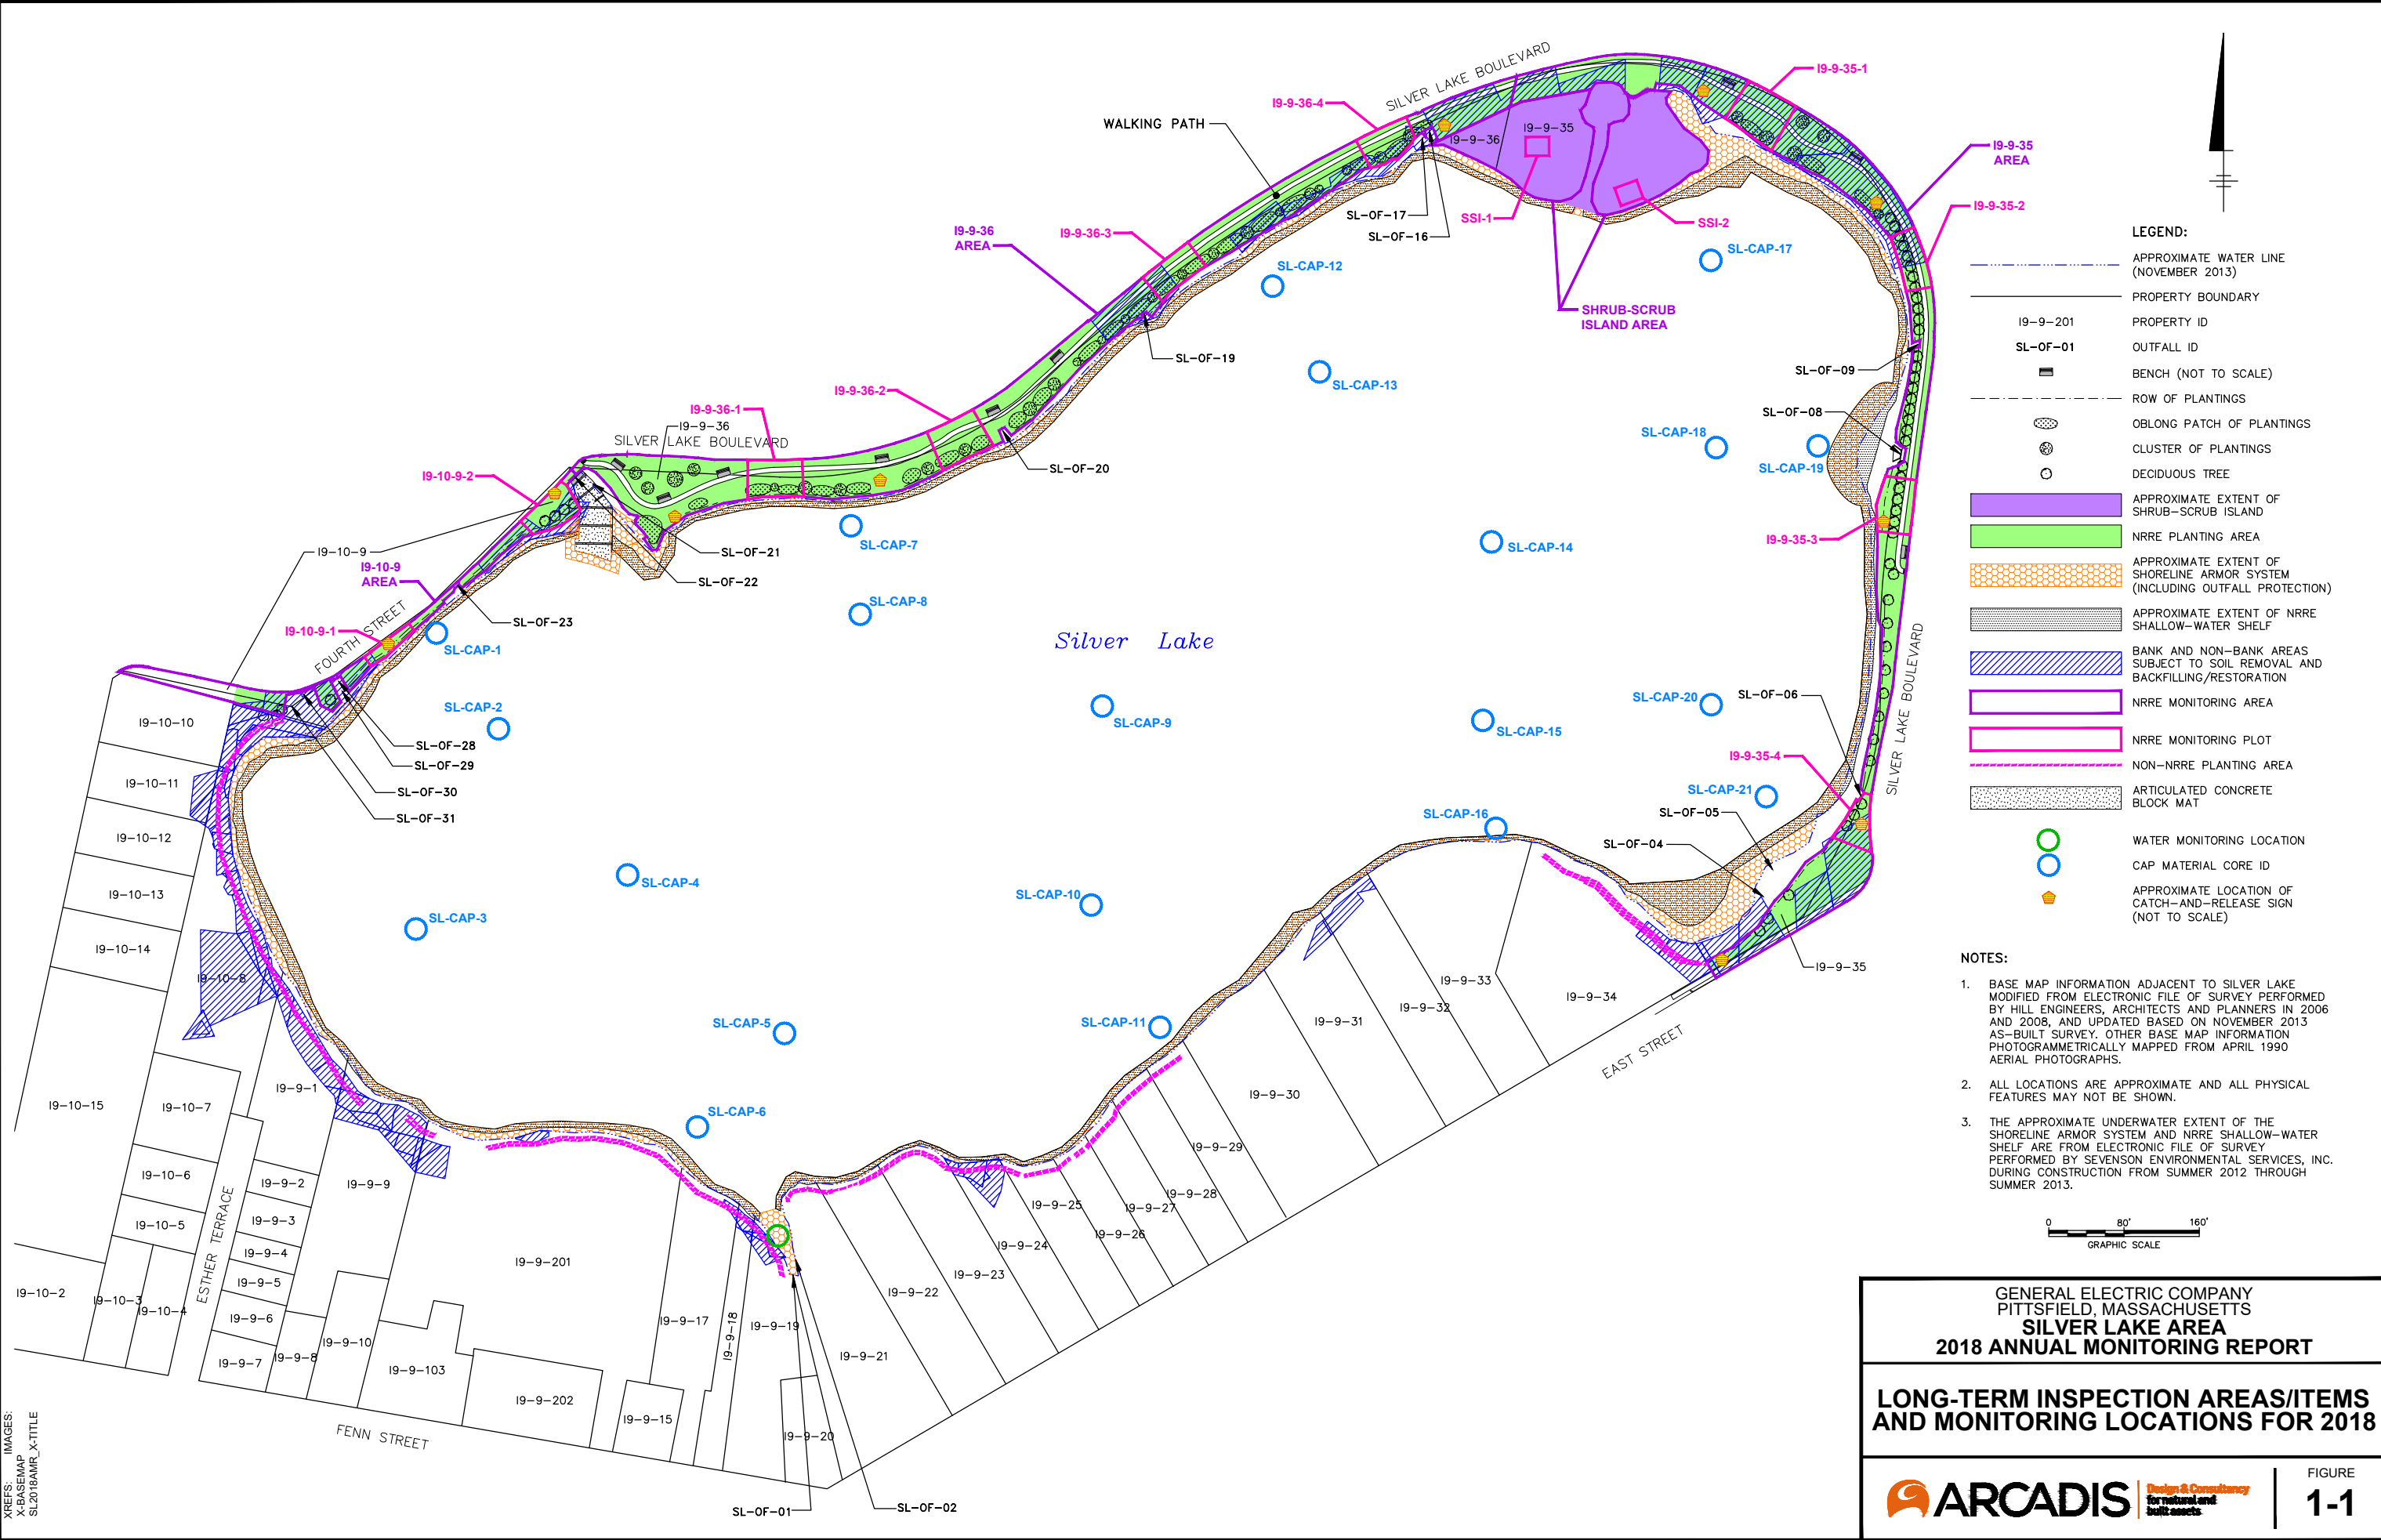 SILVER LAKE BOULEVARD
I9-9-35-1
I9-9-36-4
WALKING PATH
I9-9-35
I9-9-36
I9-9-35
AREA
I9-9-35-2
SL-OF-17
SL-OF-16
SSI-1
SSI-2
I9-9-36
AREA
I9-9-36-3
SL-CAP-12
SL-CAP-17
SHRUB-SCRUB
ISLAND AREA
SL-OF-19
SL-CAP-13
SL-OF-09
I9-9-36-2
I9-9-36-1
I9-9-36
SILVER LAKE BOULEVARD
SL-OF-08
SL-CAP-18
SL-CAP-19
SL-OF-20
I9-10-9-2
SL-CAP-7
SL-CAP-14
I9-9-35-3
I9-10-9
SL-OF-21
I9-10-9
AREA
SL-OF-22
SL-CAP-8
SL-OF-23
I9-10-9-1
FOURTH STREET
SL-CAP-1
Silver Lake
SILVER LAKE BOULEVARD
SL-CAP-2
SL-CAP-9
SL-CAP-15
SL-CAP-20
SL-OF-06
I9-10-10
SL-OF-28
SL-OF-29
I9-9-35-4
I9-10-11
SL-OF-30
SL-CAP-21
SL-OF-31
SL-CAP-16
SL-OF-05
I9-10-12
SL-OF-04
SL-CAP-4
I9-10-13
SL-CAP-10
SL-CAP-3
I9-10-14
I9-10-8
I9-9-35
I9-9-33
I9-9-34
I9-9-32
SL-CAP-5
SL-CAP-11
I9-9-31
EAST STREET
I9-9-1
I9-9-30
I9-10-15
I9-10-7
SL-CAP-6
I9-9-29
I9-10-6
I9-9-2
I9-9-9
I9-9-28
I9-9-25
I9-9-27
I9-10-5
I9-9-3
I9-9-26
ESTHER TERRACE
I9-9-4
I9-9-24
I9-9-201
I9-9-23
I9-9-5
I9-10-2
I9-10-3
I9-10-4
I9-9-22
I9-9-6
I9-9-17
I9-9-18
I9-9-19
I9-9-10
I9-9-7
I9-9-8
I9-9-21
I9-9-103
I9-9-202
I9-9-15
I9-9-20
FENN STREET
SL-OF-01
SL-OF-02
LEGEND:
APPROXIMATE WATER LINE
(NOVEMBER 2013)
PROPERTY BOUNDARY
I9-9-201 PROPERTY ID
SL-OF-01 OUTFALL ID
BENCH (NOT TO SCALE)
ROW OF PLANTINGS
OBLONG PATCH OF PLANTINGS
CLUSTER OF PLANTINGS
DECIDUOUS TREE
APPROXIMATE EXTENT OF
SHRUB-SCRUB ISLAND
NRRE PLANTING AREA
APPROXIMATE EXTENT OF
SHORELINE ARMOR SYSTEM
(INCLUDING OUTFALL PROTECTION)
APPROXIMATE EXTENT OF NRRE
SHALLOW-WATER SHELF
BANK AND NON-BANK AREAS
SUBJECT TO SOIL REMOVAL AND
BACKFILLING/RESTORATION
NRRE MONITORING AREA
NRRE MONITORING PLOT
NON-NRRE PLANTING AREA
ARTICULATED CONCRETE
BLOCK MAT
WATER MONITORING LOCATION
CAP MATERIAL CORE ID
APPROXIMATE LOCATION OF
CATCH-AND-RELEASE SIGN
(NOT TO SCALE)
NOTES:
1. BASE MAP INFORMATION ADJACENT TO SILVER LAKE
MODIFIED FROM ELECTRONIC FILE OF SURVEY PERFORMED
BY HILL ENGINEERS, ARCHITECTS AND PLANNERS IN 2006
AND 2008, AND UPDATED BASED ON NOVEMBER 2013
AS-BUILT SURVEY. OTHER BASE MAP INFORMATION
PHOTOGRAMMETRICALLY MAPPED FROM APRIL 1990
AERIAL PHOTOGRAPHS.
2. ALL LOCATIONS ARE APPROXIMATE AND ALL PHYSICAL
FEATURES MAY NOT BE SHOWN.
3. THE APPROXIMATE UNDERWATER EXTENT OF THE
SHORELINE ARMOR SYSTEM AND NRRE SHALLOW-WATER
SHELF ARE FROM ELECTRONIC FILE OF SURVEY
PERFORMED BY SEVENSON ENVIRONMENTAL SERVICES, INC.
DURING CONSTRUCTION FROM SUMMER 2012 THROUGH
SUMMER 2013.
0 80' 160'
GRAPHIC SCALE
GENERAL ELECTRIC COMPANY
PITTSFIELD, MASSACHUSETTS
SILVER LAKE AREA
2018 ANNUAL MONITORING REPORT
LONG-TERM INSPECTION AREAS/ITEMS
AND MONITORING LOCATIONS FOR 2018
ARCADIS
Design & Consultancy
for natural and
built assets
FIGURE
1-1
XREFS: IMAGES:
X-BASEMAP
SL2018AMR_X-TITLE